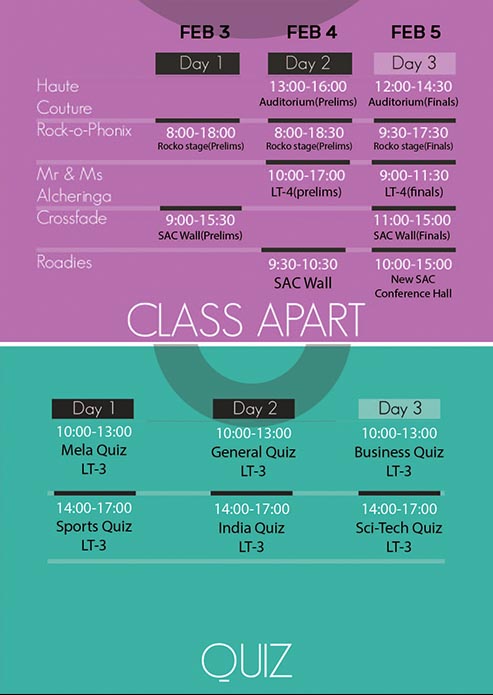 FEB 3 FEB 4 FEB 5
Day 1 Day 2 Day 3
Haute 13:00-16:00 12:00-14:30
Couture Auditorium(Prelims) Auditorium(Finals)
Rock-o-Phonix 8:00-18:00 8:00-18:30 9:30-17:30
Rocko stage(Prelims) Rocko stage(Prelims) Rocko stage(Finals)
Mr & Ms 10:00-17:00 9:00-11:30
Alcheringa LT-4(prelims) LT-4(finals)
Crossfade 9:00-15:30 11:00-15:00
SAC Wall(Prelims) SAC Wall(Finals)
Roadies 9:30-10:30 10:00-15:00
SAC Wall New SAC
Conference Hall
CLASS APART
Day 1 Day 2 Day 3
10:00-13:00 10:00-13:00 10:00-13:00
Mela Quiz General Quiz Business Quiz
LT-3 LT-3 LT-3
14:00-17:00 14:00-17:00 14:00-17:00
Sports Quiz India Quiz Sci-Tech Quiz
LT-3 LT-3 LT-3
QUIZ